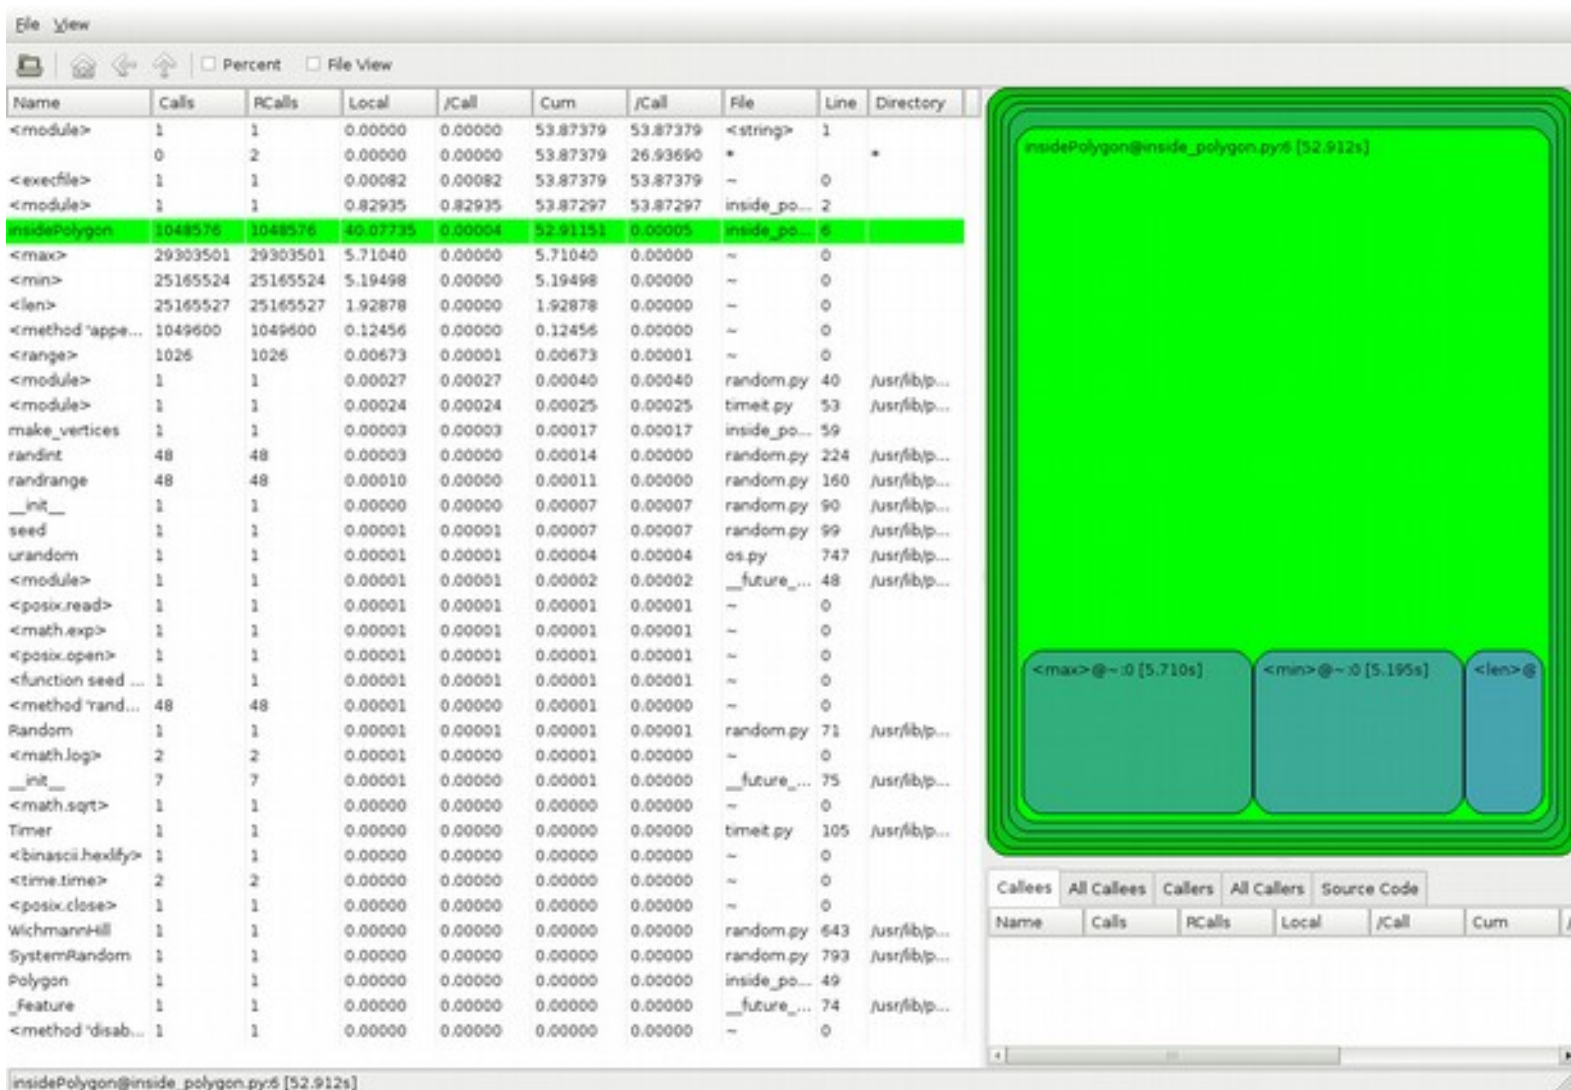 File View
Percent File View
Name Calls RCalls Local /Call Cum /Call File Line Directory
<module> 1 1 0.00000 0.00000 53.87379 53.87379 <string> 1
0 2 0.00000 0.00000 53.87379 26.93690 * *
<execfile> 1 1 0.00082 0.00082 53.87379 53.87379 ~ 0
<module> 1 1 0.82935 0.82935 53.87297 53.87297 inside_po... 2
insidePolygon 1048576 1048576 40.07735 0.00004 52.91151 0.00005 inside_po... 6
<max> 29303501 29303501 5.71040 0.00000 5.71040 0.00000 ~ 0
<min> 25165524 25165524 5.19498 0.00000 5.19498 0.00000 ~ 0
<len> 25165527 25165527 1.92878 0.00000 1.92878 0.00000 ~ 0
<method 'appe... 1049600 1049600 0.12456 0.00000 0.12456 0.00000 ~ 0
<range> 1026 1026 0.00673 0.00001 0.00673 0.00001 ~ 0
<module> 1 1 0.00027 0.00027 0.00040 0.00040 random.py 40 /usr/lib/p...
<module> 1 1 0.00024 0.00024 0.00025 0.00025 timeit.py 53 /usr/lib/p...
make_vertices 1 1 0.00003 0.00003 0.00017 0.00017 inside_po... 59
randint 48 48 0.00003 0.00000 0.00014 0.00000 random.py 224 /usr/lib/p...
randrange 48 48 0.00010 0.00000 0.00011 0.00000 random.py 160 /usr/lib/p...
__init__ 1 1 0.00000 0.00000 0.00007 0.00007 random.py 90 /usr/lib/p...
seed 1 1 0.00001 0.00001 0.00007 0.00007 random.py 99 /usr/lib/p...
urandom 1 1 0.00001 0.00001 0.00004 0.00004 os.py 747 /usr/lib/p...
<module> 1 1 0.00001 0.00001 0.00002 0.00002 __future_... 48 /usr/lib/p...
<posix.read> 1 1 0.00001 0.00001 0.00001 0.00001 ~ 0
<math.exp> 1 1 0.00001 0.00001 0.00001 0.00001 ~ 0
<posix.open> 1 1 0.00001 0.00001 0.00001 0.00001 ~ 0
<function seed ... 1 1 0.00001 0.00001 0.00001 0.00001 ~ 0
<method 'rand... 48 48 0.00001 0.00000 0.00001 0.00000 ~ 0
Random 1 1 0.00001 0.00001 0.00001 0.00001 random.py 71 /usr/lib/p...
<math.log> 2 2 0.00001 0.00000 0.00001 0.00000 ~ 0
__init__ 7 7 0.00001 0.00000 0.00001 0.00000 __future_... 75 /usr/lib/p...
<math.sqrt> 1 1 0.00000 0.00000 0.00000 0.00000 ~ 0
Timer 1 1 0.00000 0.00000 0.00000 0.00000 timeit.py 105 /usr/lib/p...
<binascii.hexlify> 1 1 0.00000 0.00000 0.00000 0.00000 ~ 0
<time.time> 2 2 0.00000 0.00000 0.00000 0.00000 ~ 0
<posix.close> 1 1 0.00000 0.00000 0.00000 0.00000 ~ 0
WichmannHill 1 1 0.00000 0.00000 0.00000 0.00000 random.py 643 /usr/lib/p...
SystemRandom 1 1 0.00000 0.00000 0.00000 0.00000 random.py 793 /usr/lib/p...
Polygon 1 1 0.00000 0.00000 0.00000 0.00000 inside_po... 49
_Feature 1 1 0.00000 0.00000 0.00000 0.00000 __future_... 74 /usr/lib/p...
<method 'disab... 1 1 0.00000 0.00000 0.00000 0.00000 ~ 0
insidePolygon@inside_polygon.py:6 [52.912s]
<max>@~:0 [5.710s] <min>@~:0 [5.195s] <len>@
Callees All Callees Callers All Callers Source Code
Name Calls RCalls Local /Call Cum /
insidePolygon@inside_polygon.py:6 [52.912s]